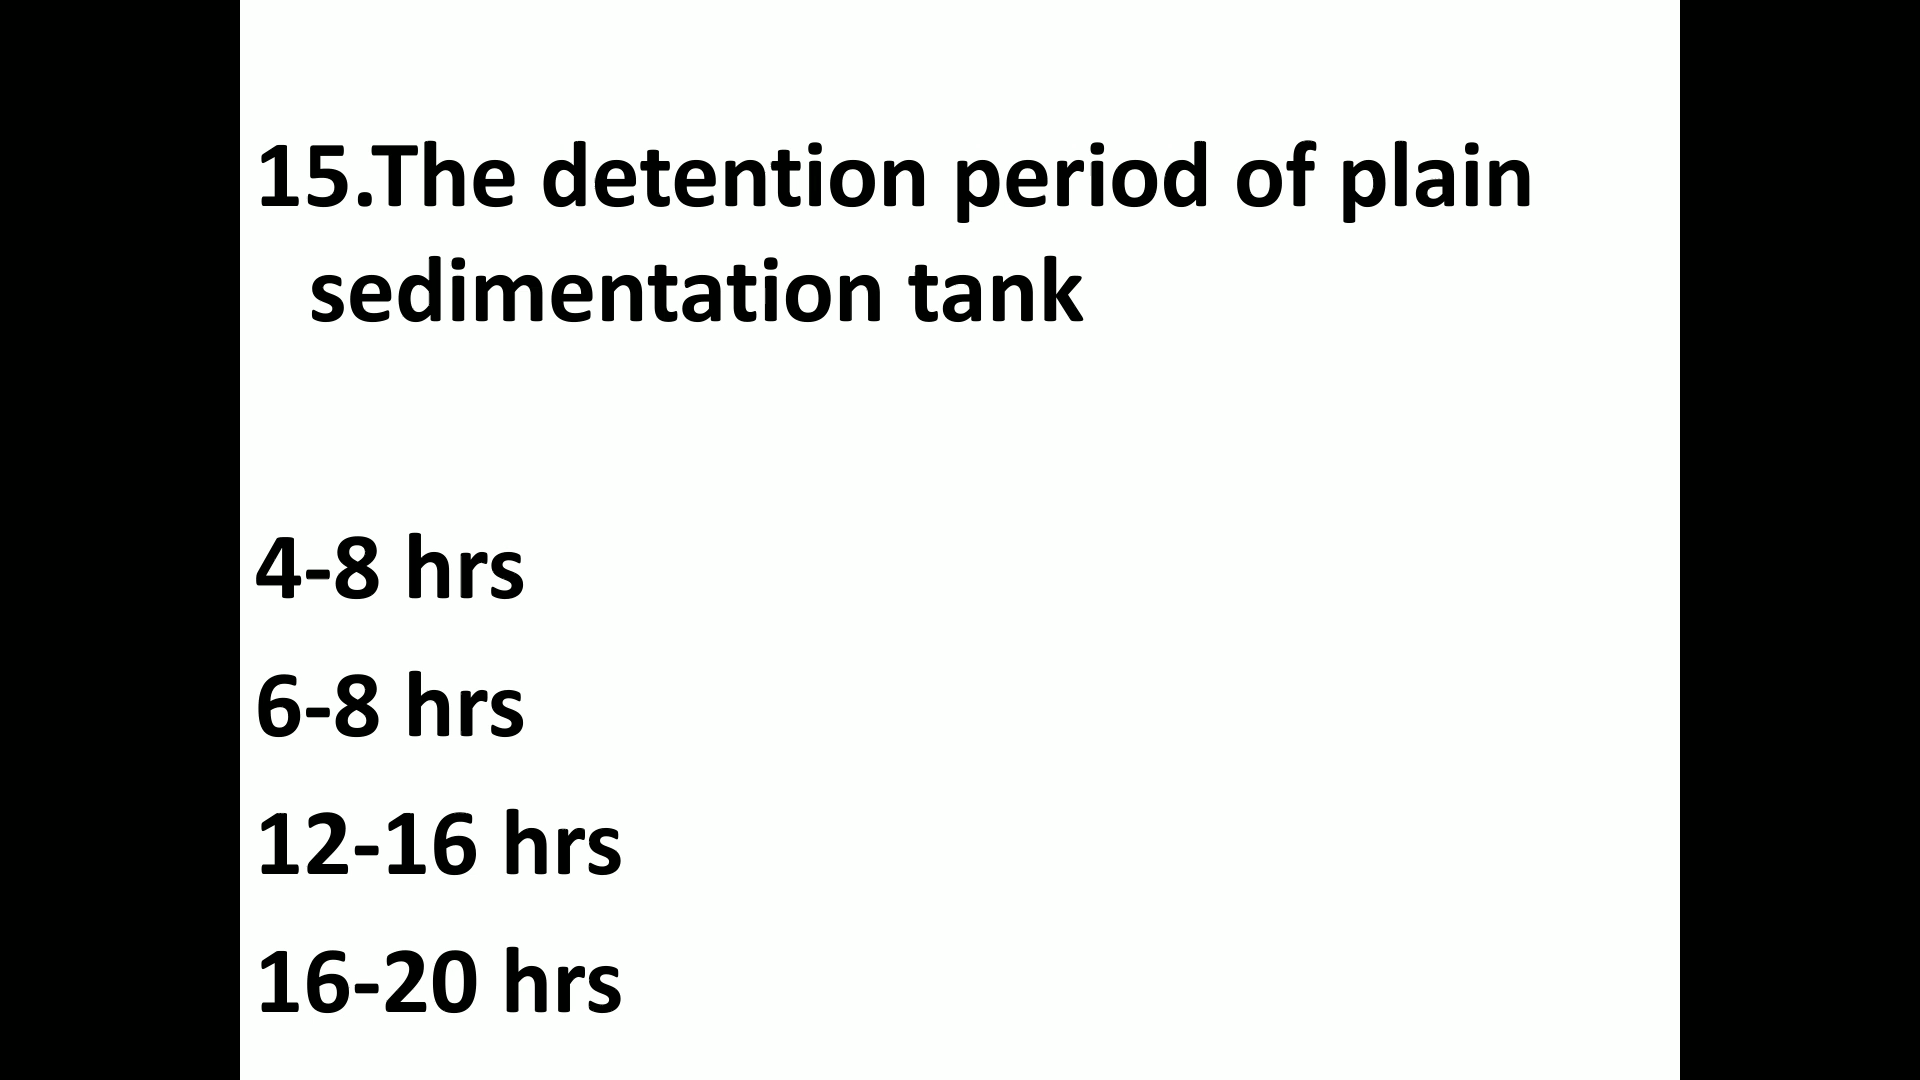 15.The detention period of plain
sedimentation tank
4-8 hrs
6-8 hrs
12-16 hrs
16-20 hrs